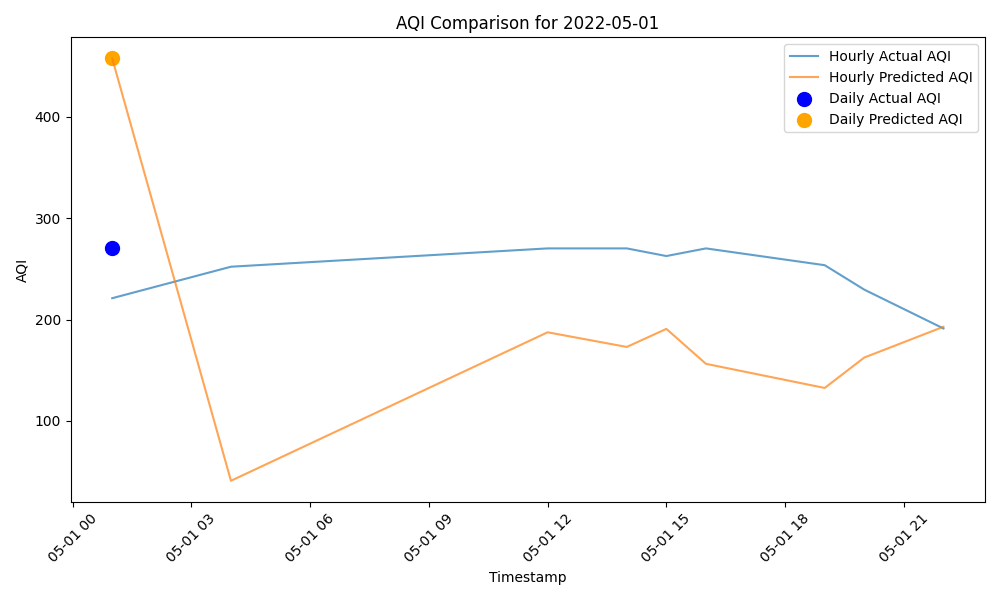 AQI Comparison for 2022-05-01
Hourly Actual AQI
Hourly Predicted AQI
Daily Actual AQI
Daily Predicted AQI
AQI
400
300
200
100
05-01 00
05-01 03
05-01 06
05-01 09
05-01 12
05-01 15
05-01 18
05-01 21
Timestamp